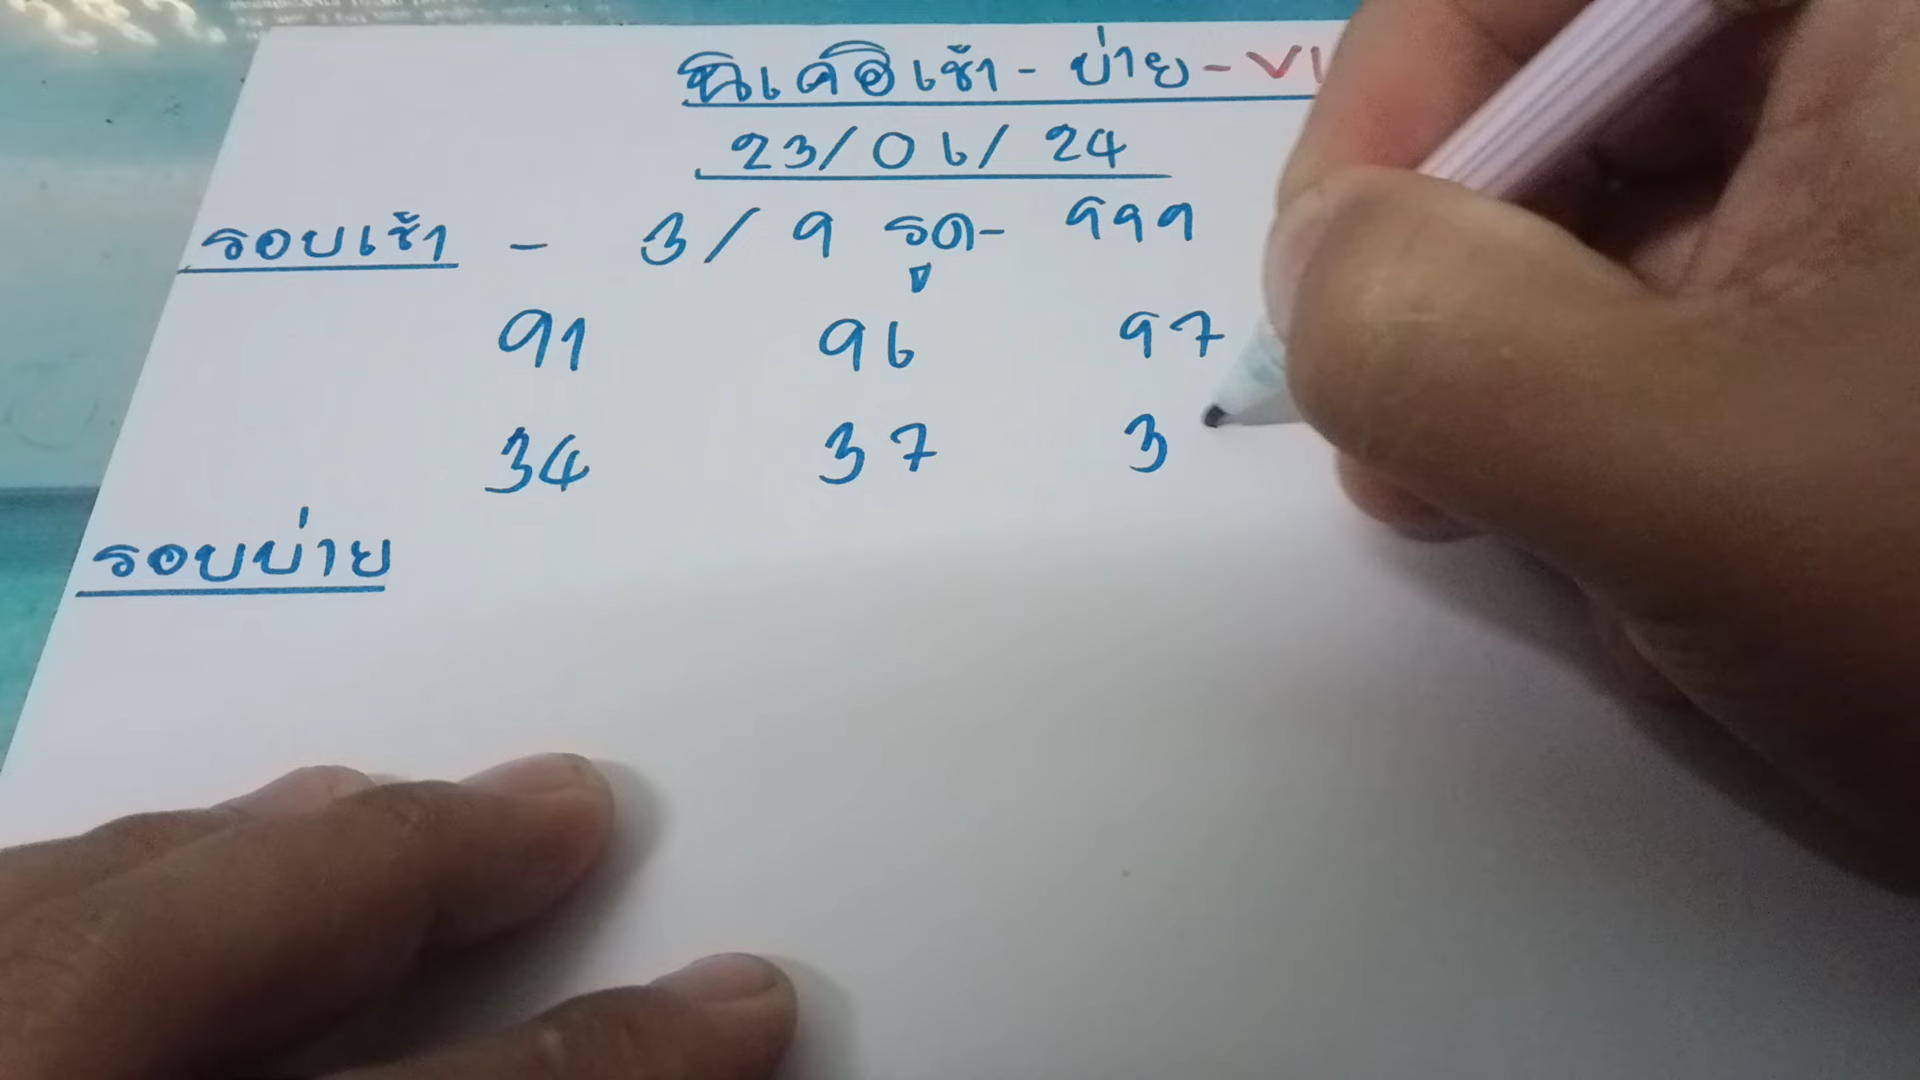 นิเคอิเช้า - บ่าย - VI
23/06/24
รอบเช้า - 3/9 รูด - 999
91 96 97
34 37 3
รอบบ่าย